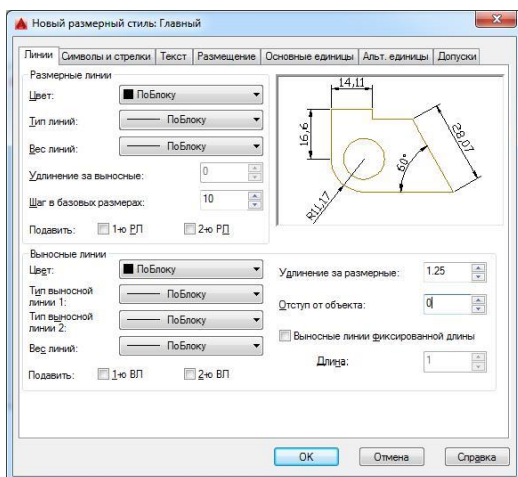 Новый размерный стиль: Главный
Линии Символы и стрелки Текст Размещение Основные единицы Альт. единицы Допуски
Размерные линии
Цвет: ПоБлоку
Тип линий: ПоБлоку
Вес линий: ПоБлоку
Удлинение за выносные: 0
Шаг в базовых размерах: 10
Подавить: 1-ю РЛ 2-ю РЛ
14,11
16,6
28,07
60°
R11,17
Выносные линии
Цвет: ПоБлоку
Тип выносной линии 1: ПоБлоку
Тип выносной линии 2: ПоБлоку
Вес линий: ПоБлоку
Подавить: 1-ю ВЛ 2-ю ВЛ
Удлинение за размерные: 1.25
Отступ от объекта: 0
Выносные линии фиксированной длины
Длина: 1
OK Отмена Справка